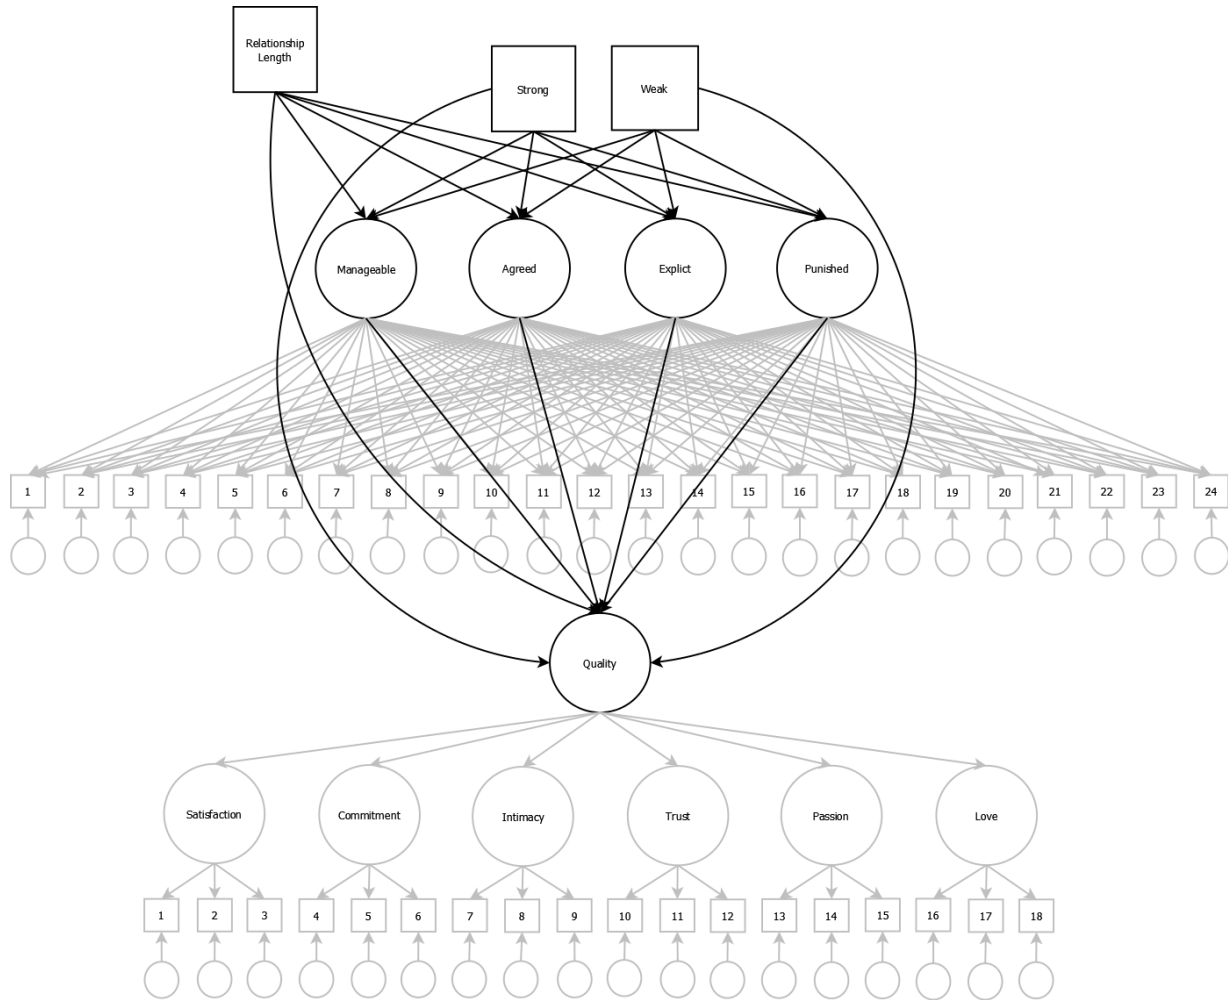 Relationship
Length
Strong
Weak
Manageable
Agreed
Explict
Punished
1
2
3
4
5
6
7
8
9
10
11
12
13
14
15
16
17
18
19
20
21
22
23
24
Quality
Satisfaction
Commitment
Intimacy
Trust
Passion
Love
1
2
3
4
5
6
7
8
9
10
11
12
13
14
15
16
17
18